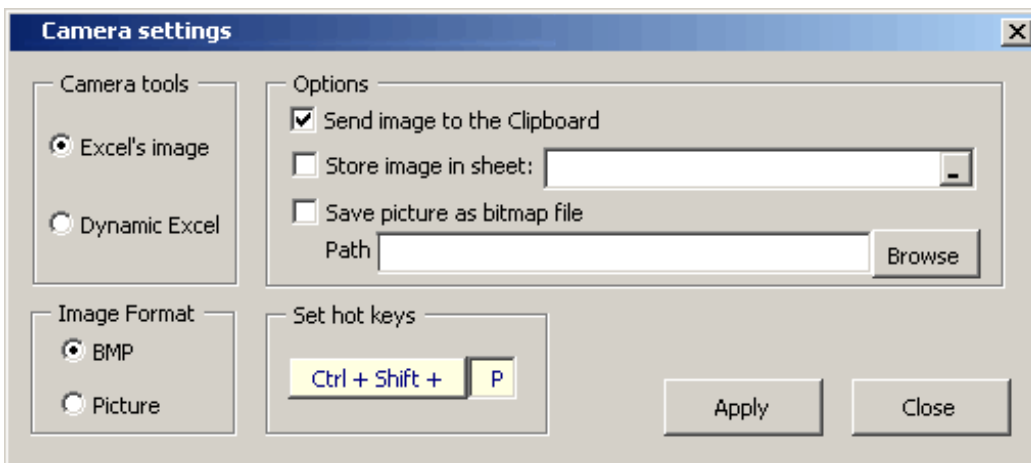 Camera settings
Camera tools
Excel's image
Dynamic Excel
Options
Send image to the Clipboard
Store image in sheet:
Save picture as bitmap file
Path
Browse
Image Format
BMP
Picture
Set hot keys
Ctrl + Shift + P
Apply
Close